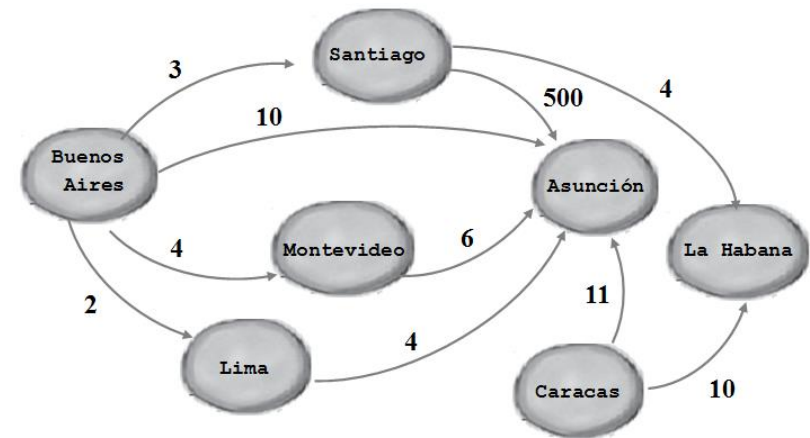 Santiago
3
4
500
10
Buenos
Aires
Asunción
Montevideo
6
La Habana
4
2
11
4
Lima
Caracas
10